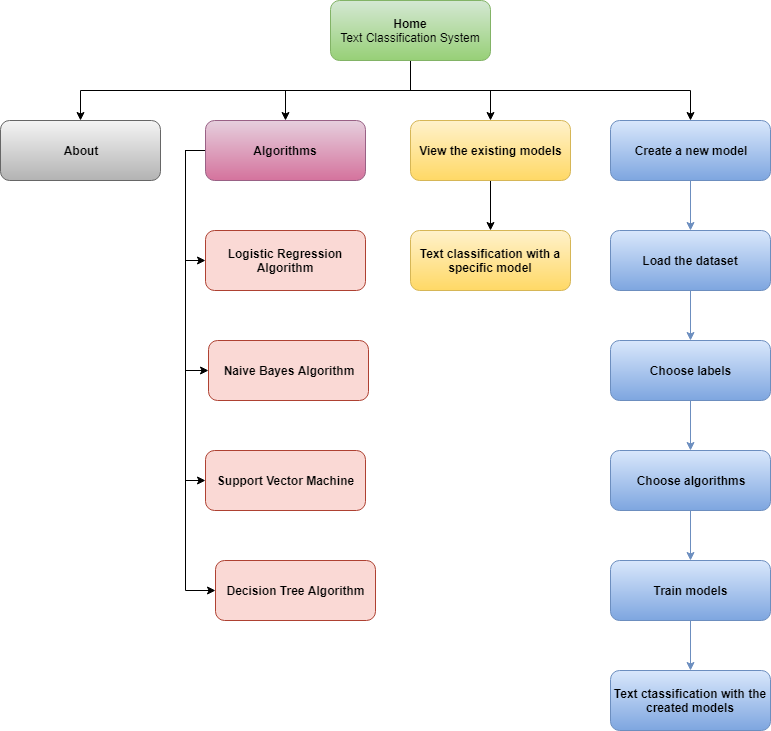 Home
Text Classification System
About
Algorithms
View the existing models
Create a new model
Logistic Regression
Algorithm
Text classification with a
specific model
Load the dataset
Naive Bayes Algorithm
Choose labels
Support Vector Machine
Choose algorithms
Decision Tree Algorithm
Train models
Text ctassification with the
created models